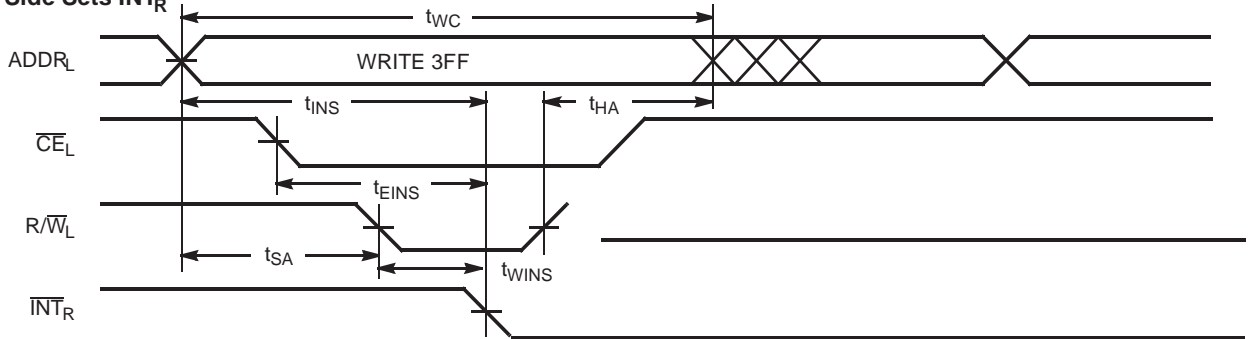 Side Sets INTR
tWC
ADDRL
WRITE 3FF
tINS
tHA
CEL
tEINS
R/WL
tSA
tWINS
INTR